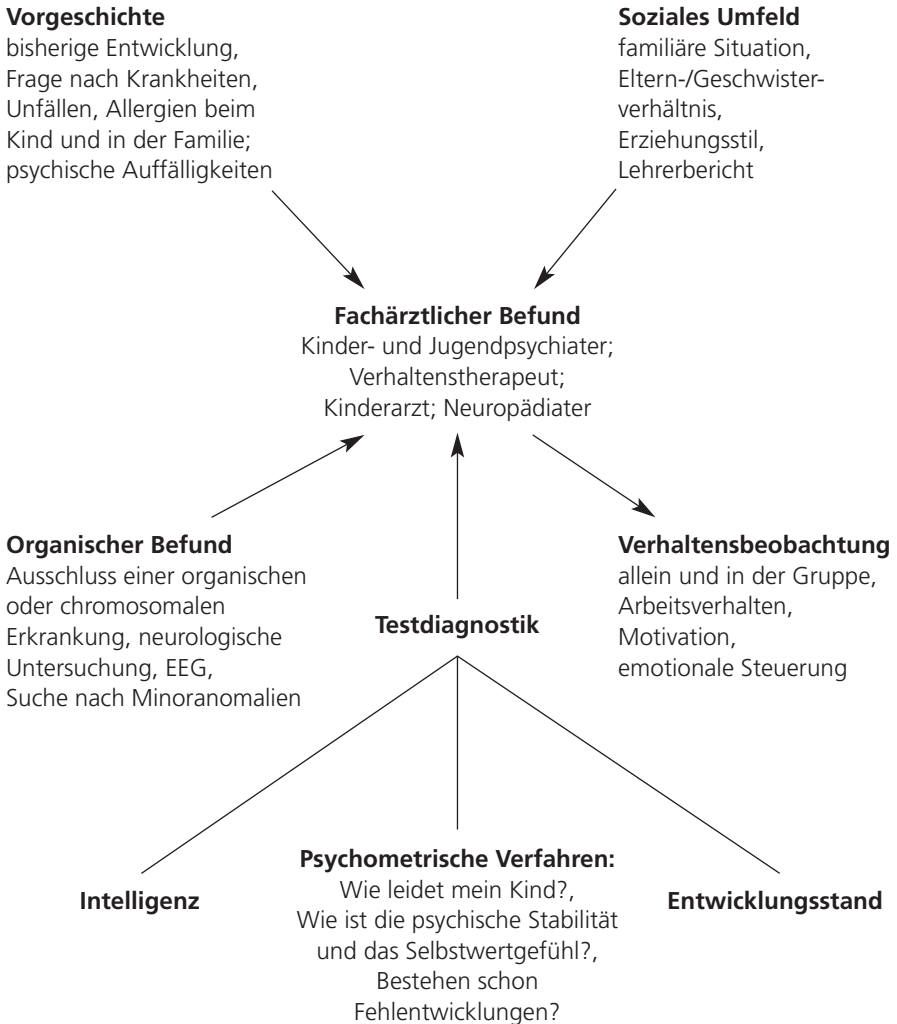 Vorgeschichte
bisherige Entwicklung,
Frage nach Krankheiten,
Unfällen, Allergien beim
Kind und in der Familie;
psychische Auffälligkeiten
Soziales Umfeld
familiäre Situation,
Eltern-/Geschwister-
verhältnis,
Erziehungsstil,
Lehrerbericht
Fachärztlicher Befund
Kinder- und Jugendpsychiater;
Verhaltenstherapeut;
Kinderarzt; Neuropädiater
Organischer Befund
Ausschluss einer organischen
oder chromosomalen
Erkrankung, neurologische
Untersuchung, EEG,
Suche nach Minoranomalien
Testdiagnostik
Verhaltensbeobachtung
allein und in der Gruppe,
Arbeitsverhalten,
Motivation,
emotionale Steuerung
Intelligenz
Psychometrische Verfahren:
Wie leidet mein Kind?,
Wie ist die psychische Stabilität
und das Selbstwertgefühl?,
Bestehen schon
Fehlentwicklungen?
Entwicklungsstand